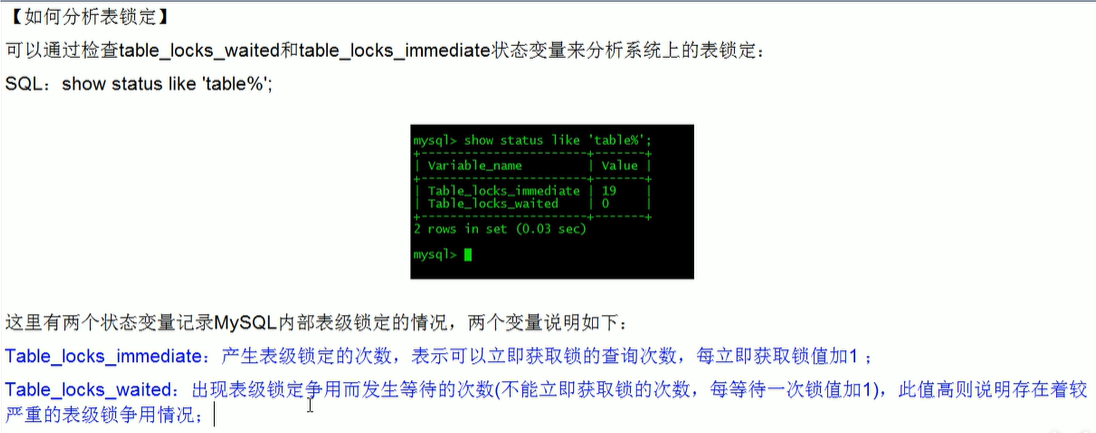 【如何分析表锁定】
可以通过检查table_locks_waited和table_locks_immediate状态变量来分析系统上的表锁定：
SQL：show status like 'table%';
mysql> show status like 'table%';
+-----------------------+-------+
| Variable_name         | Value |
+-----------------------+-------+
| Table_locks_immediate | 19    |
| Table_locks_waited    | 0     |
+-----------------------+-------+
2 rows in set (0.03 sec)
mysql>
这里有两个状态变量记录MySQL内部表级锁定的情况，两个变量说明如下：
Table_locks_immediate：产生表级锁定的次数，表示可以立即获取锁的查询次数，每立即获取锁值加1 ；
Table_locks_waited：出现表级锁定争用而发生等待的次数(不能立即获取锁的次数，每等待一次锁值加1)，此值高则说明存在着较
严重的表级锁争用情况；